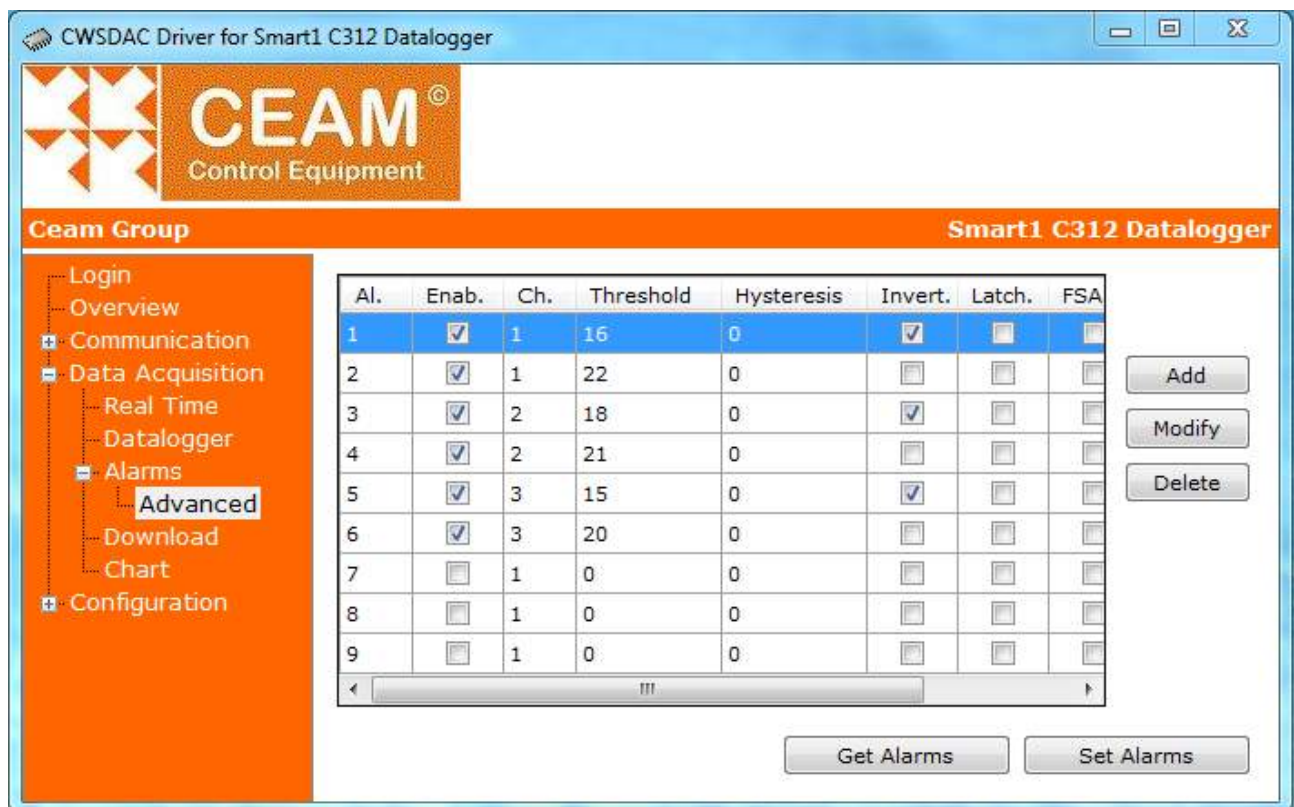 CWSDAC Driver for Smart1 C312 Datalogger
CEAM©
Control Equipment
Ceam Group
Smart1 C312 Datalogger
Login
Overview
Communication
Data Acquisition
Real Time
Datalogger
Alarms
Advanced
Download
Chart
Configuration
Al. Enab. Ch. Threshold Hysteresis Invert. Latch. FSA
1 1 16 0
2 1 22 0
3 2 18 0
4 2 21 0
5 3 15 0
6 3 20 0
7 1 0 0
8 1 0 0
9 1 0 0
Add
Modify
Delete
Get Alarms
Set Alarms